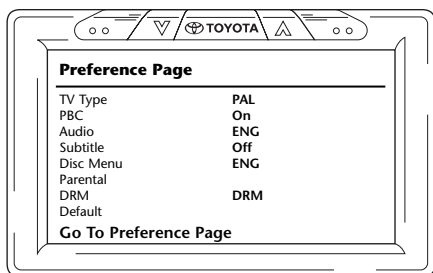 TOYOTA
Preference Page
TV Type PAL
PBC On
Audio ENG
Subtitle Off
Disc Menu ENG
Parental
DRM DRM
Default
Go To Preference Page